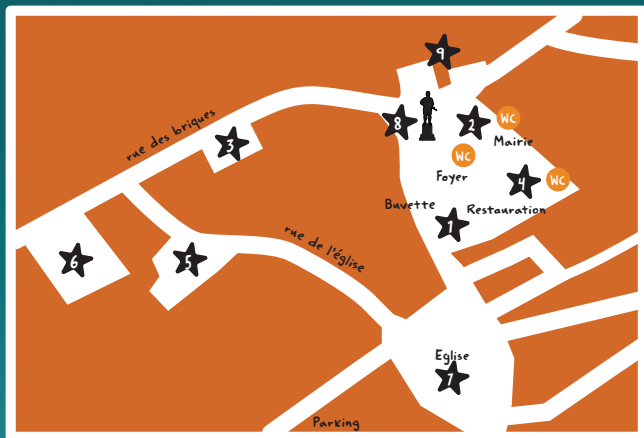 9
rue des briques
8
2
WC
Mairie
3
WC
Foyer
4
WC
Buvette
Restauration
1
rue de l'église
6
5
Eglise
7
Parking